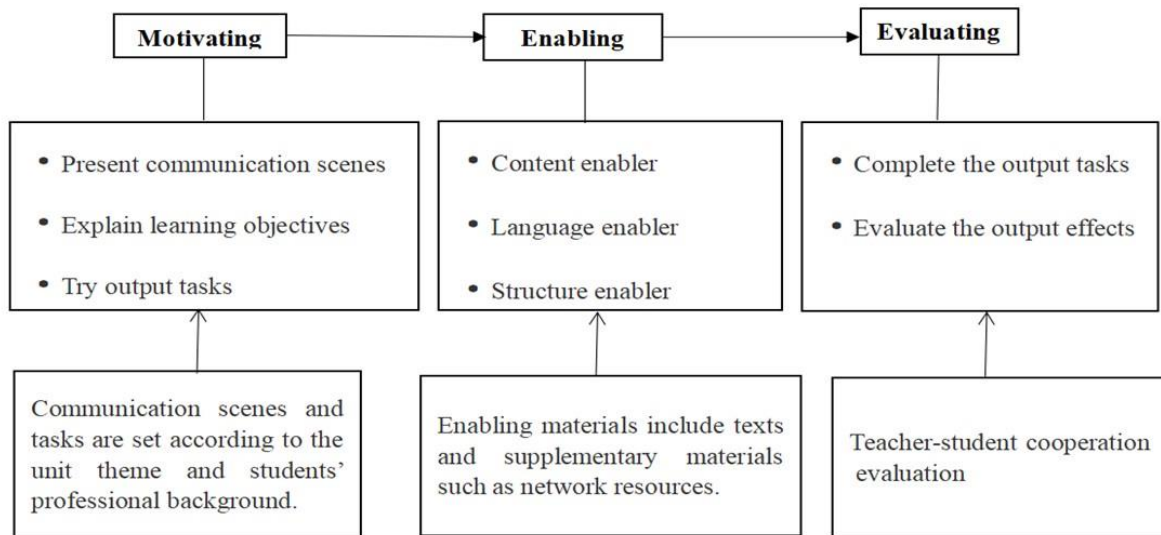 Motivating
Enabling
Evaluating
• Present communication scenes
• Explain learning objectives
• Try output tasks
• Content enabler
• Language enabler
• Structure enabler
• Complete the output tasks
• Evaluate the output effects
Communication scenes and
tasks are set according to the
unit theme and students’
professional background.
Enabling materials include texts
and supplementary materials
such as network resources.
Teacher-student cooperation
evaluation